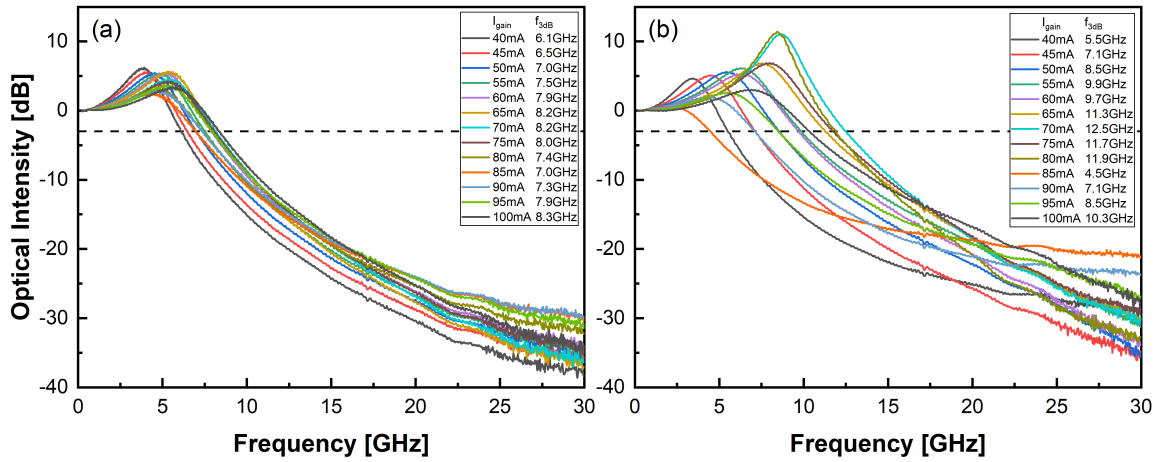 Optical Intensity [dB]
10
0
-10
-20
-30
-40
(a)
I_gain f_3dB
40mA 6.1GHz
45mA 6.5GHz
50mA 7.0GHz
55mA 7.5GHz
60mA 7.9GHz
65mA 8.2GHz
70mA 8.2GHz
75mA 8.0GHz
80mA 7.4GHz
85mA 7.0GHz
90mA 7.3GHz
95mA 7.9GHz
100mA 8.3GHz
0 5 10 15 20 25 30
Frequency [GHz]
10
0
-10
-20
-30
-40
(b)
I_gain f_3dB
40mA 5.5GHz
45mA 7.1GHz
50mA 8.5GHz
55mA 9.9GHz
60mA 9.7GHz
65mA 11.3GHz
70mA 12.5GHz
75mA 11.7GHz
80mA 11.9GHz
85mA 4.5GHz
90mA 7.1GHz
95mA 8.5GHz
100mA 10.3GHz
0 5 10 15 20 25 30
Frequency [GHz]